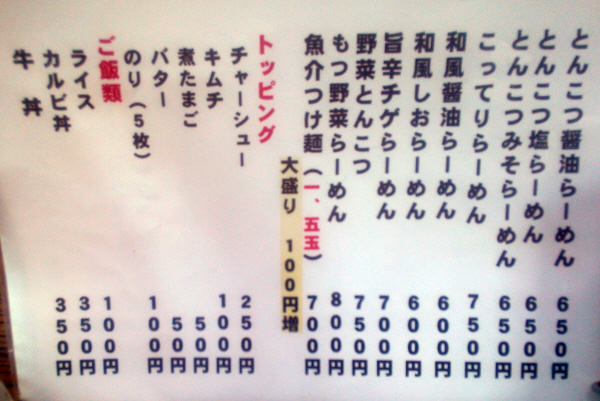 とんこつ醤油らーめん 650円
とんこつ塩らーめん 650円
とんこつみそらーめん 650円
こってりらーめん 750円
和風醤油らーめん 600円
和風しおらーめん 600円
旨辛チゲらーめん 700円
野菜とんこつ 750円
もつ野菜らーめん 800円
魚介つけ麺(一、五玉) 700円
大盛り 100円増
トッピング
チャーシュー 250円
キムチ 100円
煮たまご 50円
バター 50円
のり(5枚) 100円
ご飯類
ライス 100円
カルビ丼 350円
牛丼 350円